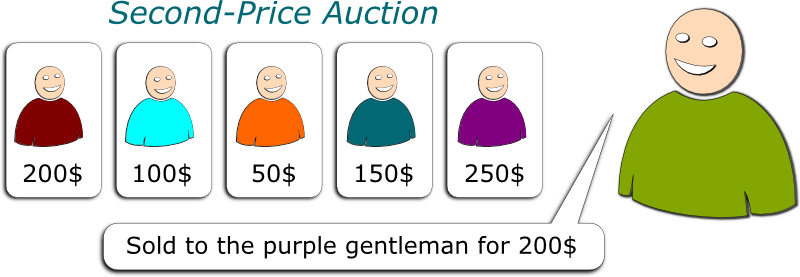 Second-Price Auction
200$ 100$ 50$ 150$ 250$
Sold to the purple gentleman for 200$